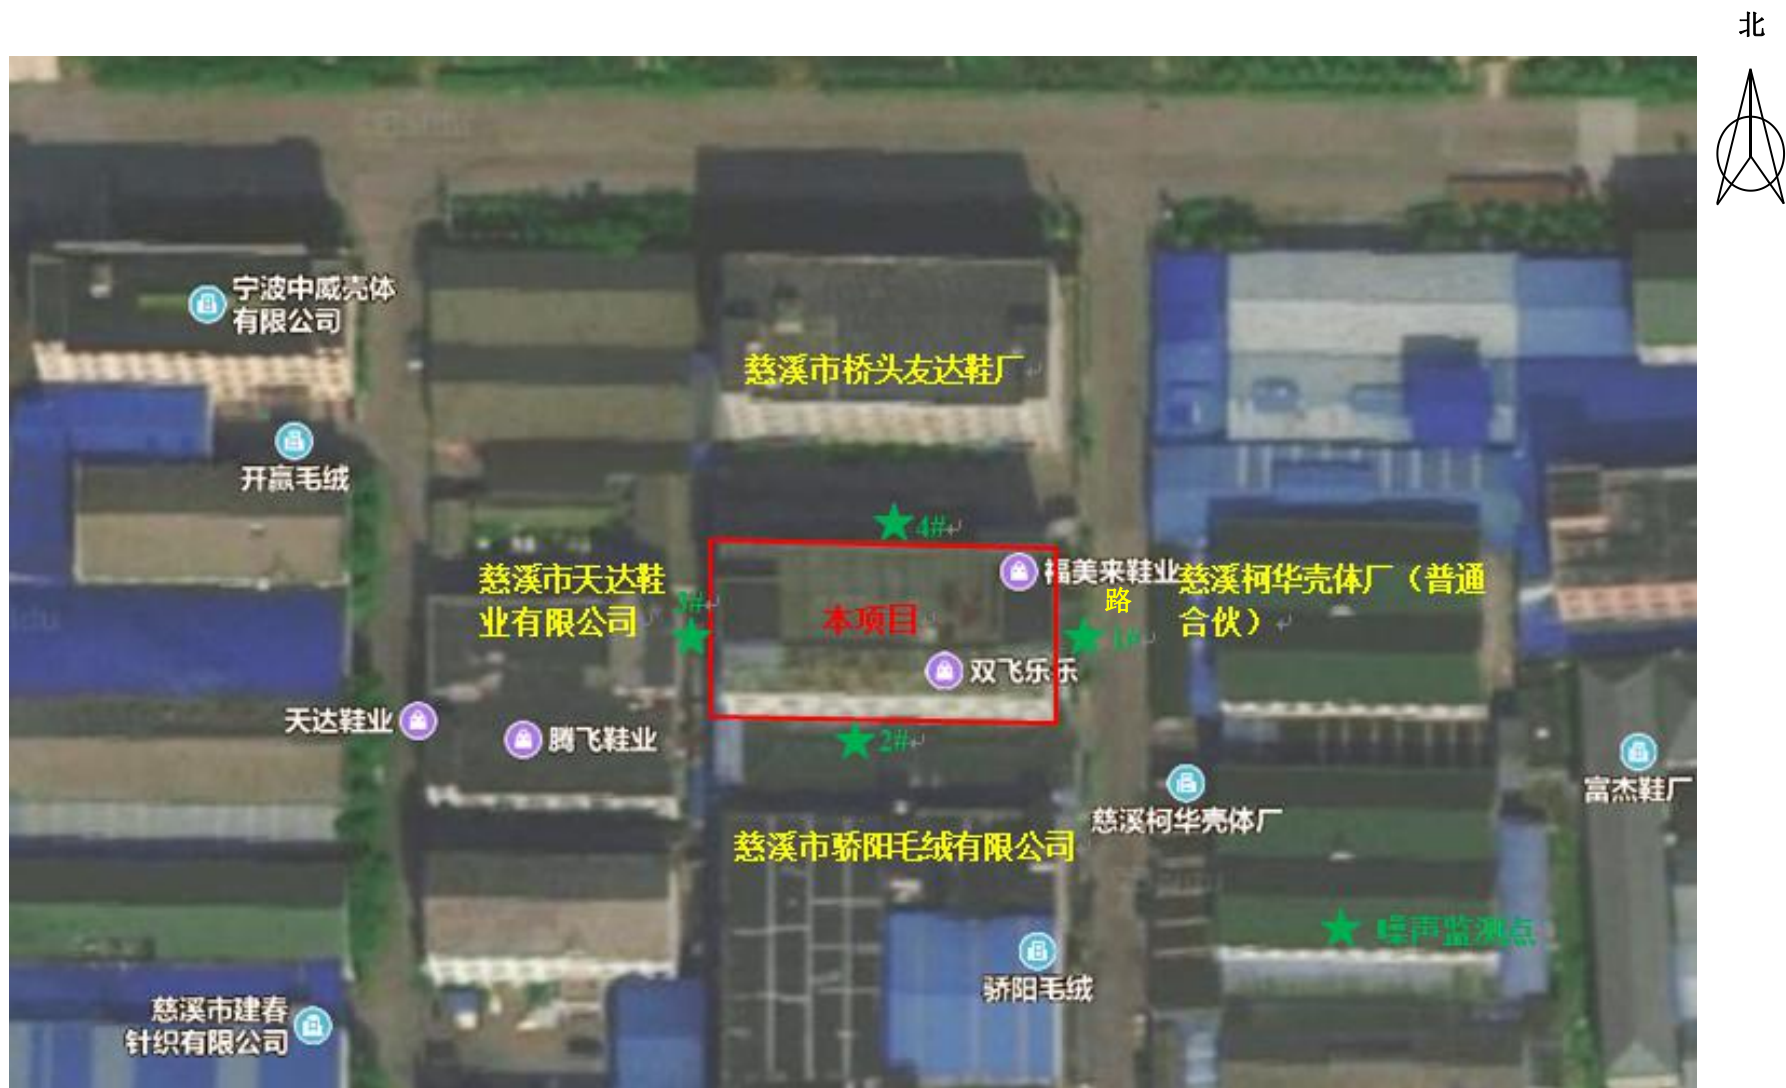 北
宁波中威壳体
有限公司
慈溪市桥头友达鞋厂
开赢毛绒
4#
慈溪市天达鞋
业有限公司
3#
本项目
福美来鞋业
路
慈溪柯华壳体厂（普通
合伙）
1#
双飞乐乐
天达鞋业
腾飞鞋业
2#
富杰鞋厂
慈溪柯华壳体厂
慈溪市骄阳毛绒有限公司
噪声监测点
骄阳毛绒
慈溪市建春
针织有限公司